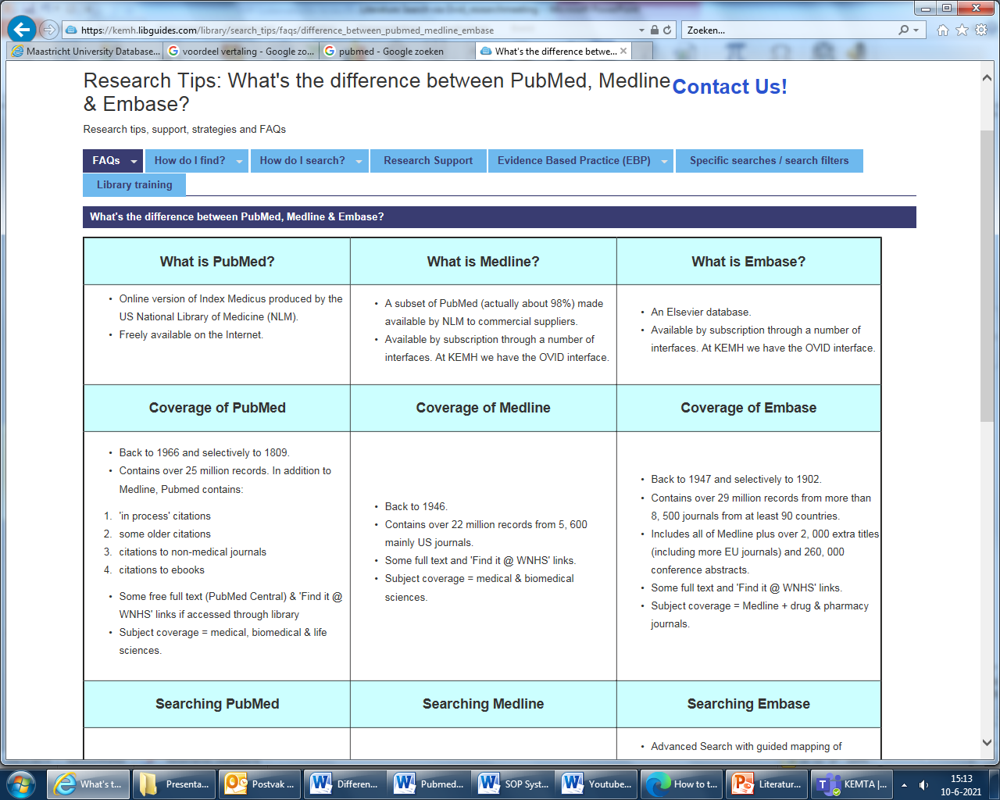 https://kemh.libguides.com/library/search_tips/faqs/difference_between_pubmed_medline_embase
Zoeken...
Maastricht University Database...
voordeel vertaling - Google zo...
pubmed - Google zoeken
What's the difference betwe...
Research Tips: What's the difference between PubMed, Medline
& Embase?
Contact Us!
Research tips, support, strategies and FAQs
FAQs
How do I find?
How do I search?
Research Support
Evidence Based Practice (EBP)
Specific searches / search filters
Library training
What's the difference between PubMed, Medline & Embase?
What is PubMed?
What is Medline?
What is Embase?
• Online version of Index Medicus produced by the
US National Library of Medicine (NLM).
• Freely available on the Internet.
• A subset of PubMed (actually about 98%) made
available by NLM to commercial suppliers.
• Available by subscription through a number of
interfaces. At KEMH we have the OVID interface.
• An Elsevier database.
• Available by subscription through a number of
interfaces. At KEMH we have the OVID interface.
Coverage of PubMed
Coverage of Medline
Coverage of Embase
• Back to 1966 and selectively to 1809.
• Contains over 25 million records. In addition to
Medline, Pubmed contains:
1. 'in process' citations
2. some older citations
3. citations to non-medical journals
4. citations to ebooks
• Some free full text (PubMed Central) & 'Find it @
WNHS' links if accessed through library
• Subject coverage = medical, biomedical & life
sciences.
• Back to 1946.
• Contains over 22 million records from 5, 600
mainly US journals.
• Some full text and 'Find it @ WNHS' links.
• Subject coverage = medical & biomedical
sciences.
• Back to 1947 and selectively to 1902.
• Contains over 29 million records from more than
8, 500 journals from at least 90 countries.
• Includes all of Medline plus over 2, 000 extra titles
(including more EU journals) and 260, 000
conference abstracts.
• Some full text and 'Find it @ WNHS' links.
• Subject coverage = Medline + drug & pharmacy
journals.
Searching PubMed
Searching Medline
Searching Embase
• Advanced Search with guided mapping of
What's t...
Presenta...
Postvak ...
Differen...
Pubmed...
SOP Syst...
Youtube...
How to t...
Literatur...
KEMTA |...
15:13
10-6-2021